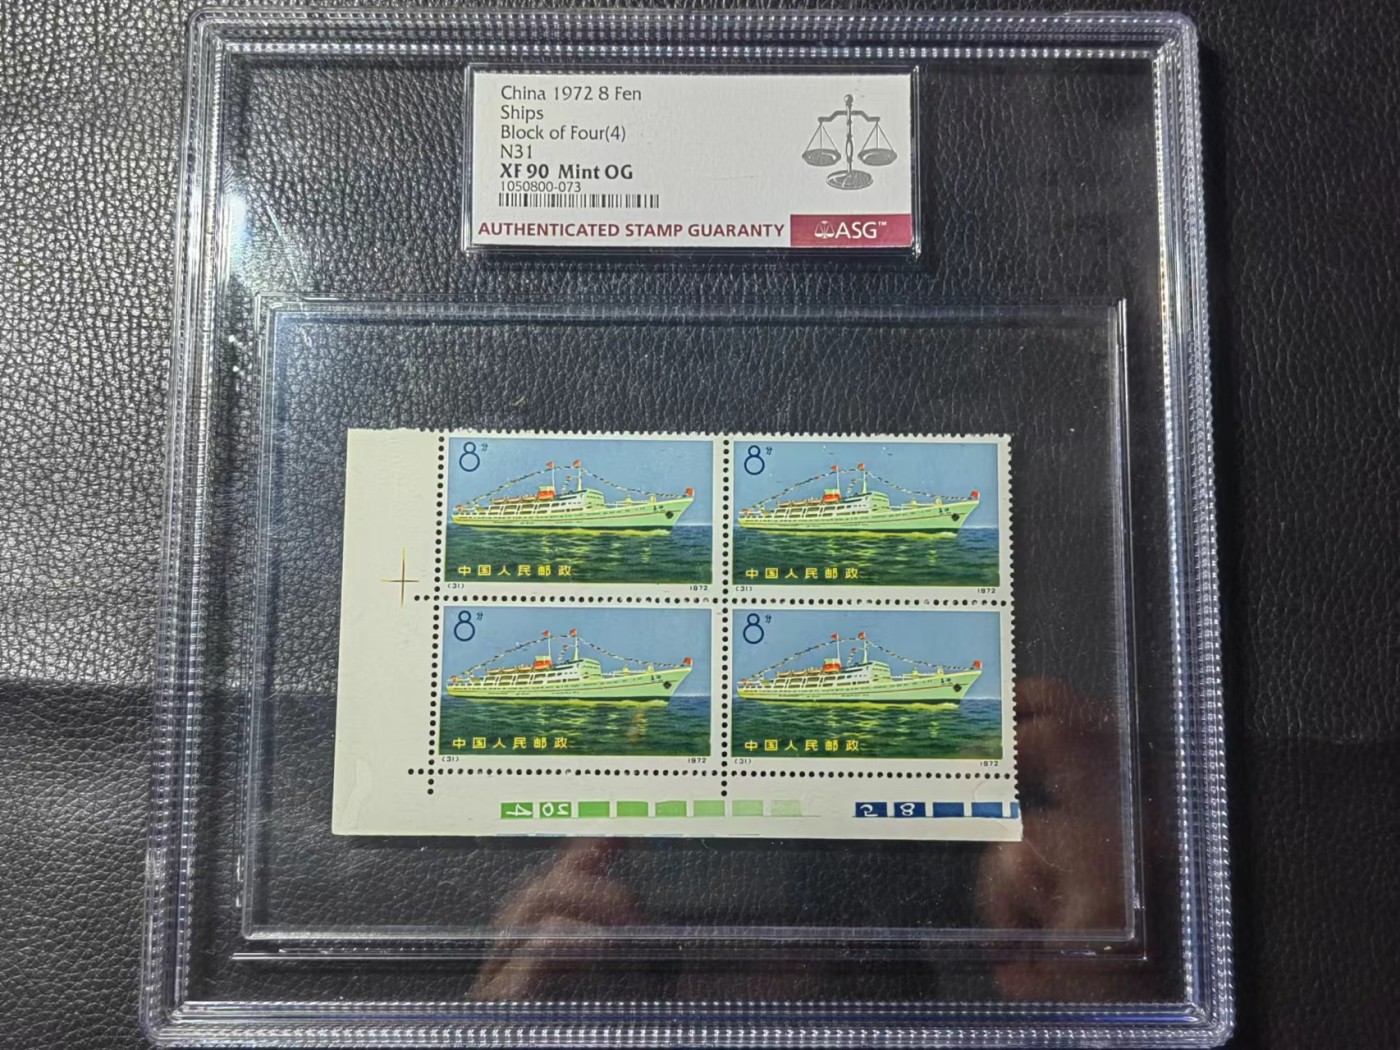 China 1972 8 Fen
Ships
Block of Four(4)
N31
XF 90 Mint OG
1050800-073
AUTHENTICATED STAMP GUARANTY
ASG™
8分
中国人民邮政
(31) 1972
8分
中国人民邮政
(31) 1972
8分
中国人民邮政
(31) 1972
8分
中国人民邮政
(31) 1972